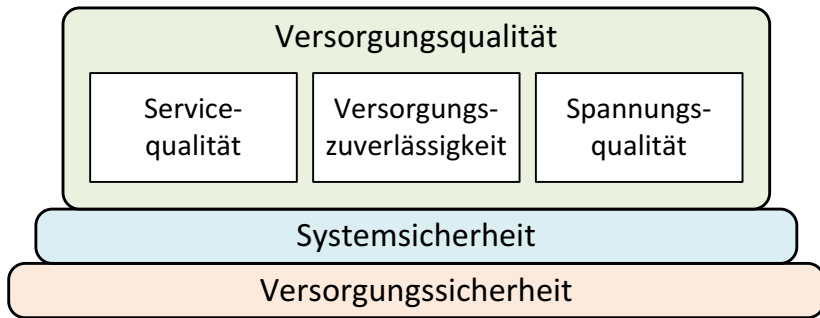 Versorgungsqualität
Service-
qualität
Versorgungs-
zuverlässigkeit
Spannungs-
qualität
Systemsicherheit
Versorgungssicherheit